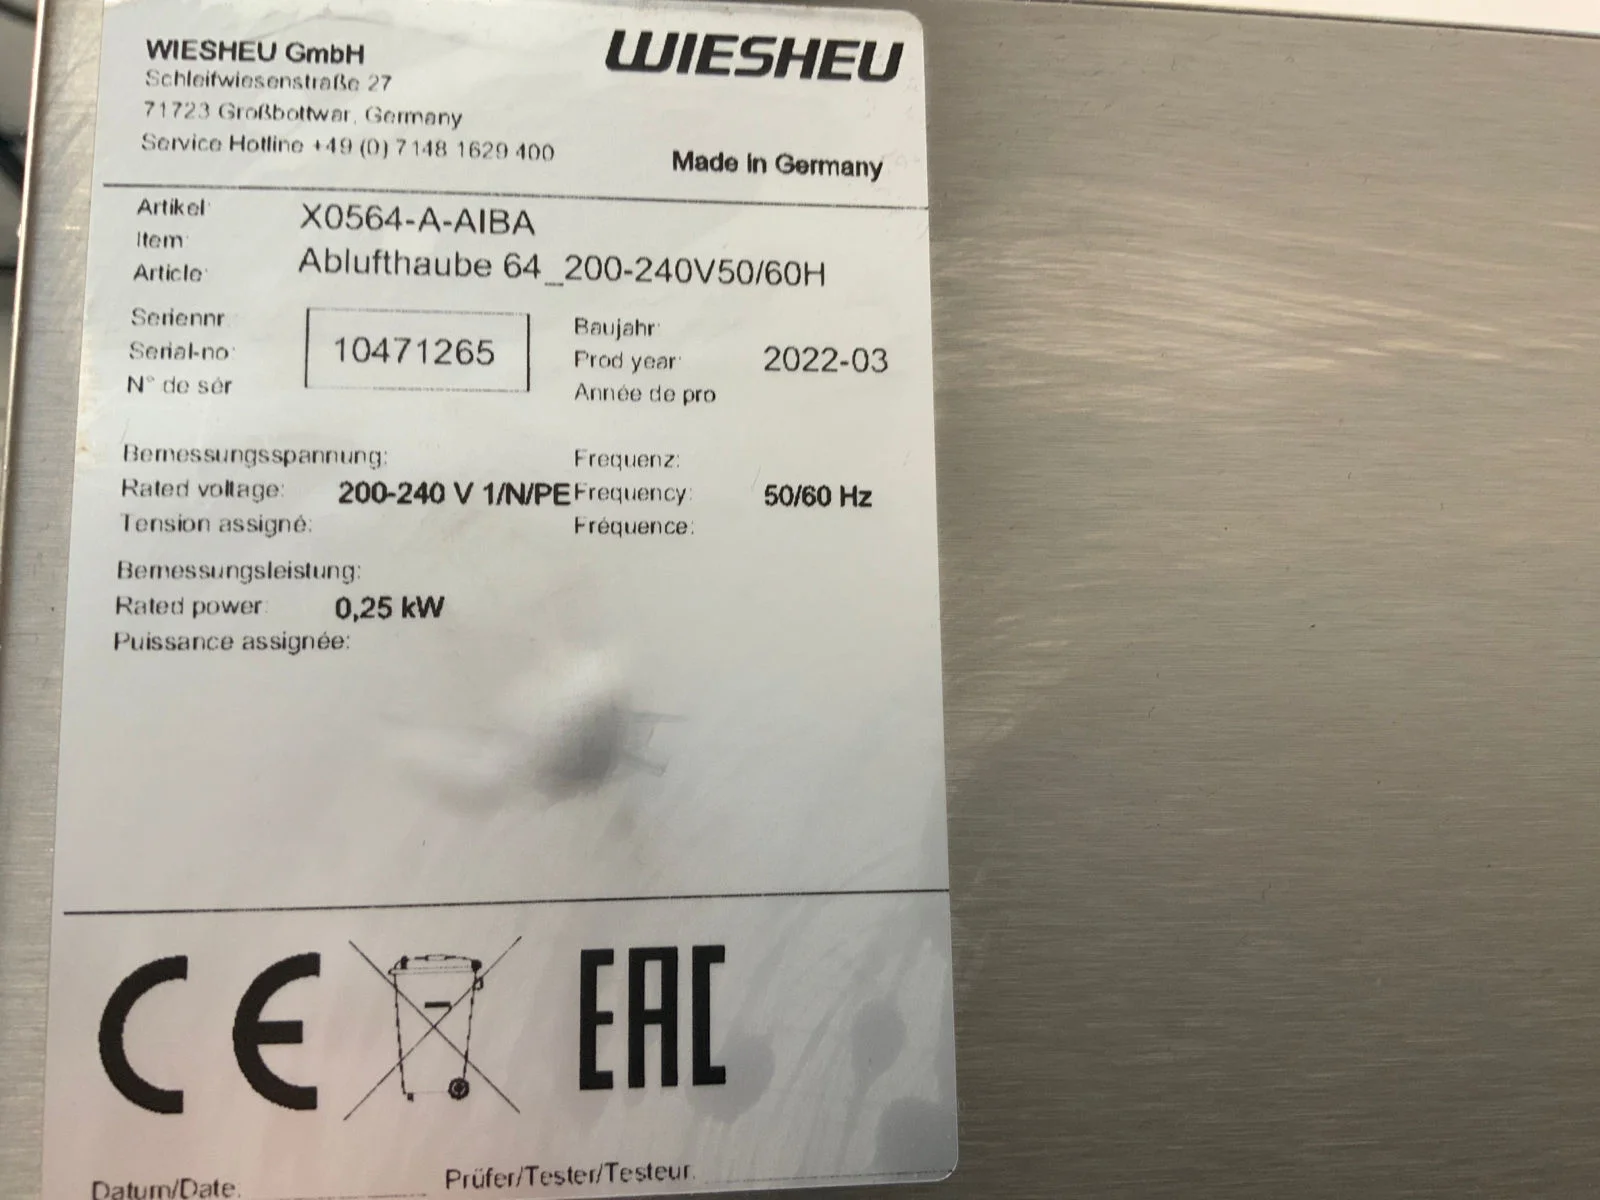 WIESHEU GmbH
Schleifwiesenstraße 27
71723 Großbottwar, Germany
Service Hotline +49 (0) 7148 1629 400
WIESHEU
Made in Germany
Artikel:
Item:
Article:
X0564-A-AIBA
Ablufthaube 64_200-240V50/60H
Seriennr.
Serial-no:
N° de sér
10471265
Baujahr:
Prod year:
Année de pro
2022-03
Bemessungsspannung:
Rated voltage: 200-240 V 1/N/PE
Tension assigné:
Frequenz:
Frequency: 50/60 Hz
Fréquence:
Bemessungsleistung:
Rated power: 0,25 kW
Puissance assignée:
CE
EAC
Datum/Date:
Prüfer/Tester/Testeur: